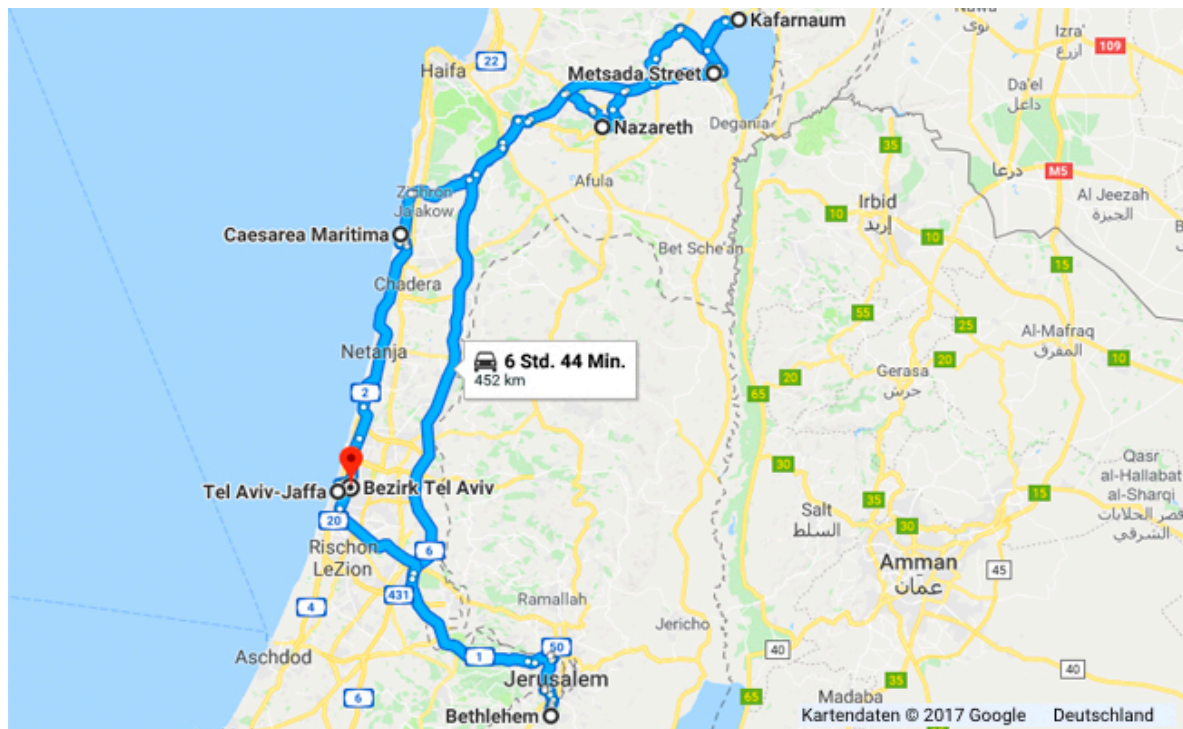 Kafarnaum
نوى
Izra'
ازرع
109
22
Haifa
Metsada Street
Da'el
داعل
Nazareth
Degania
35
درعا
M5
Afula
Irbid
إربد
10
Al Jeezah
الجيزة
Zichron
Ja'akow
Caesarea Maritima
10
Bet Sche'an
15
Chadera
55
25
Al-Mafraq
المفرق
Netanja
6 Std. 44 Min.
452 km
20
20
10
Gerasa
جرش
2
65
Qasr
al-Hallabat
al-Sharqi
قصر الحلابات
الشرقي
30
Tel Aviv-Jaffa
Bezirk Tel Aviv
35
15
20
Salt
السلط
30
Rischon
LeZion
6
Amman
عمّان
45
431
4
Ramallah
Jericho
50
40
40
Aschdod
1
Jerusalem
35
6
65
Madaba
Bethlehem
Kartendaten © 2017 Google
Deutschland